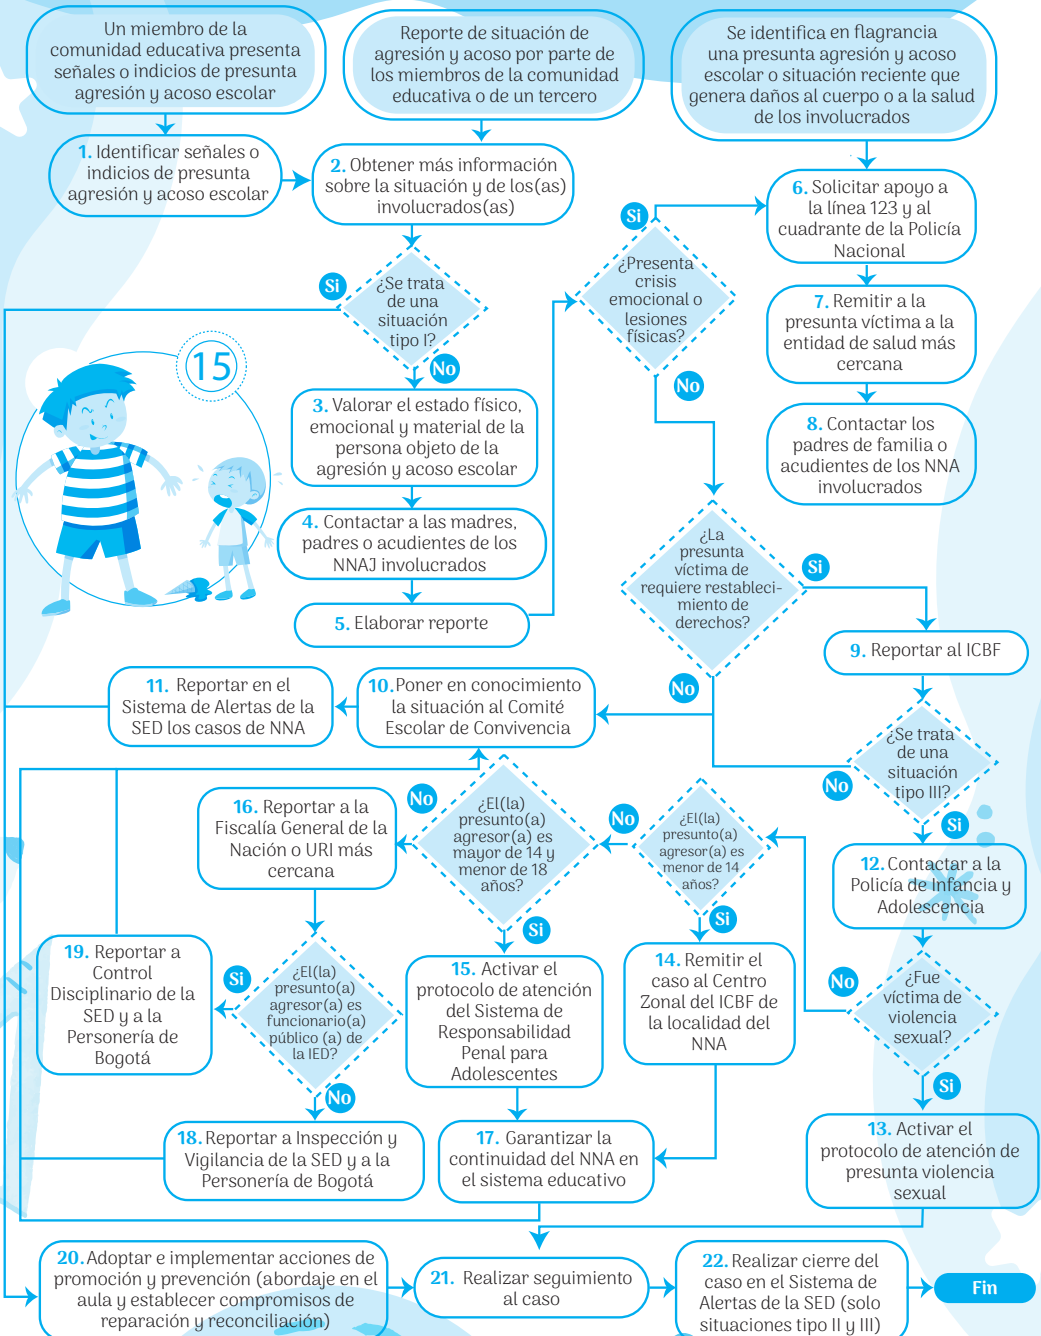 Un miembro de la
comunidad educativa presenta
señales o indicios de presunta
agresión y acoso escolar
Reporte de situación de
agresión y acoso por parte de
los miembros de la comunidad
educativa o de un tercero
Se identifica en flagrancia
una presunta agresión y acoso
escolar o situación reciente que
genera daños al cuerpo o a la salud
de los involucrados
1. Identificar señales o
indicios de presunta
agresión y acoso escolar
2. Obtener más información
sobre la situación y de los(as)
involucrados(as)
6. Solicitar apoyo a
la línea 123 y al
cuadrante de la Policía
Nacional
Si
¿Se trata
de una
situación
tipo I?
No
Si
¿Presenta
crisis
emocional o
lesiones
físicas?
No
7. Remitir a la
presunta víctima a la
entidad de salud más
cercana
15
3. Valorar el estado físico,
emocional y material de la
persona objeto de la
agresión y acoso escolar
8. Contactar los
padres de familia o
acudientes de los NNA
involucrados
4. Contactar a las madres,
padres o acudientes de los
NNAJ involucrados
5. Elaborar reporte
¿La
presunta
víctima de
requiere restableci-
miento de
derechos?
Si
No
9. Reportar al ICBF
11. Reportar en el
Sistema de Alertas de la
SED los casos de NNA
10.Poner en conocimiento
la situación al Comité
Escolar de Convivencia
¿Se trata
de una
situación
tipo III?
No
Si
16. Reportar a la
Fiscalía General de la
Nación o URI más
cercana
No
¿El(la)
presunto(a)
agresor(a) es
mayor de 14 y
menor de 18
años?
Si
No
¿El(la)
presunto(a)
agresor(a) es
menor de 14
años?
Si
12. Contactar a la
Policía de Infancia y
Adolescencia
19. Reportar a
Control
Disciplinario de la
SED y a la
Personería de
Bogotá
Si
¿El(la)
presunto(a)
agresor(a) es
funcionario(a)
público (a) de
la IED?
No
15. Activar el
protocolo de atención
del Sistema de
Responsabilidad
Penal para
Adolescentes
14. Remitir el
caso al Centro
Zonal del ICBF de
la localidad del
NNA
No
¿Fue
víctima de
violencia
sexual?
Si
18. Reportar a Inspección y
Vigilancia de la SED y a la
Personería de Bogotá
17. Garantizar la
continuidad del NNA en
el sistema educativo
13. Activar el
protocolo de atención de
presunta violencia
sexual
20. Adoptar e implementar acciones de
promoción y prevención (abordaje en el
aula y establecer compromisos de
reparación y reconciliación)
21. Realizar seguimiento
al caso
22. Realizar cierre del
caso en el Sistema de
Alertas de la SED (solo
situaciones tipo II y III)
Fin